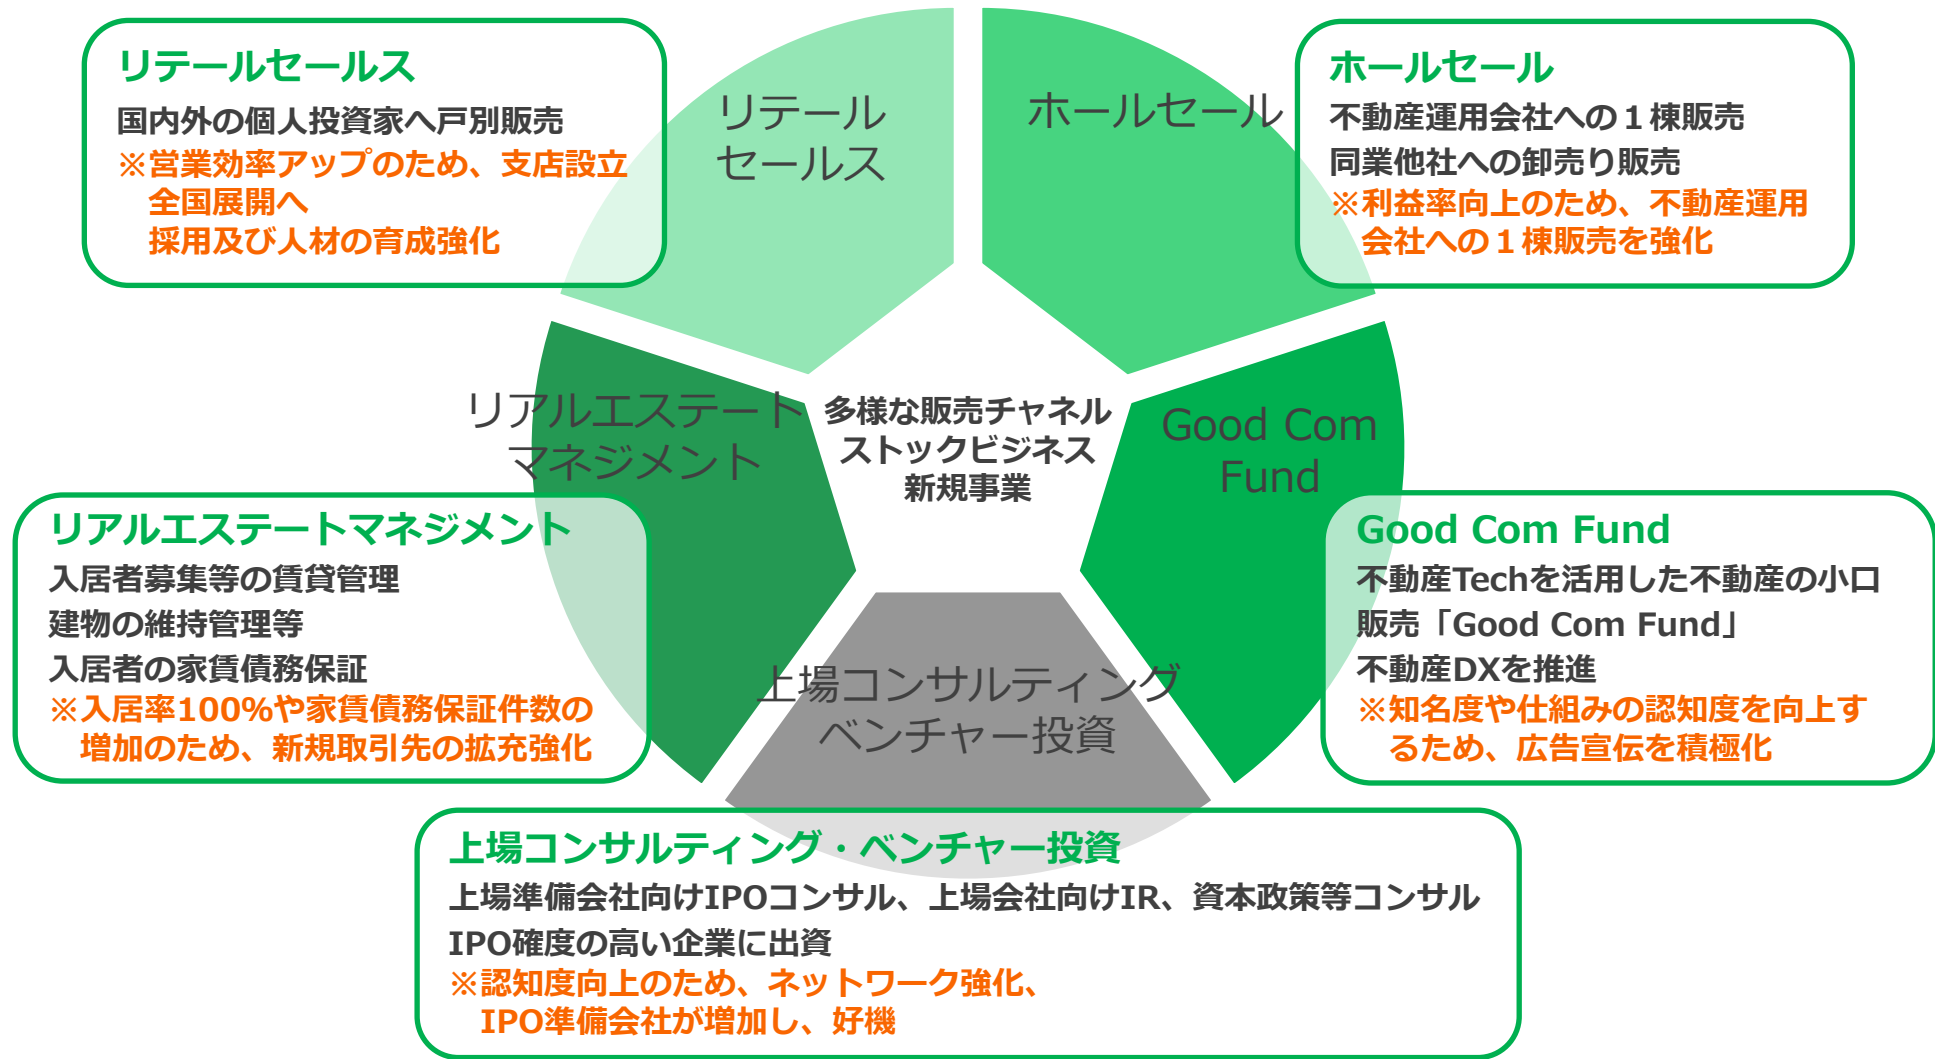 リテールセールス
国内外の個人投資家へ戸別販売
※営業効率アップのため、支店設立
全国展開へ
採用及び人材の育成強化
リテール
セールス
ホールセール
ホールセール
不動産運用会社への１棟販売
同業他社への卸売り販売
※利益率向上のため、不動産運用
会社への１棟販売を強化
リアルエステート
マネジメント
多様な販売チャネル
ストックビジネス
新規事業
Good Com
Fund
リアルエステートマネジメント
入居者募集等の賃貸管理
建物の維持管理等
入居者の家賃債務保証
※入居率100%や家賃債務保証件数の
増加のため、新規取引先の拡充強化
Good Com Fund
不動産Techを活用した不動産の小口
販売「Good Com Fund」
不動産DXを推進
※知名度や仕組みの認知度を向上す
るため、広告宣伝を積極化
上場コンサルティング
ベンチャー投資
上場コンサルティング・ベンチャー投資
上場準備会社向けIPOコンサル、上場会社向けIR、資本政策等コンサル
IPO確度の高い企業に出資
※認知度向上のため、ネットワーク強化、
IPO準備会社が増加し、好機